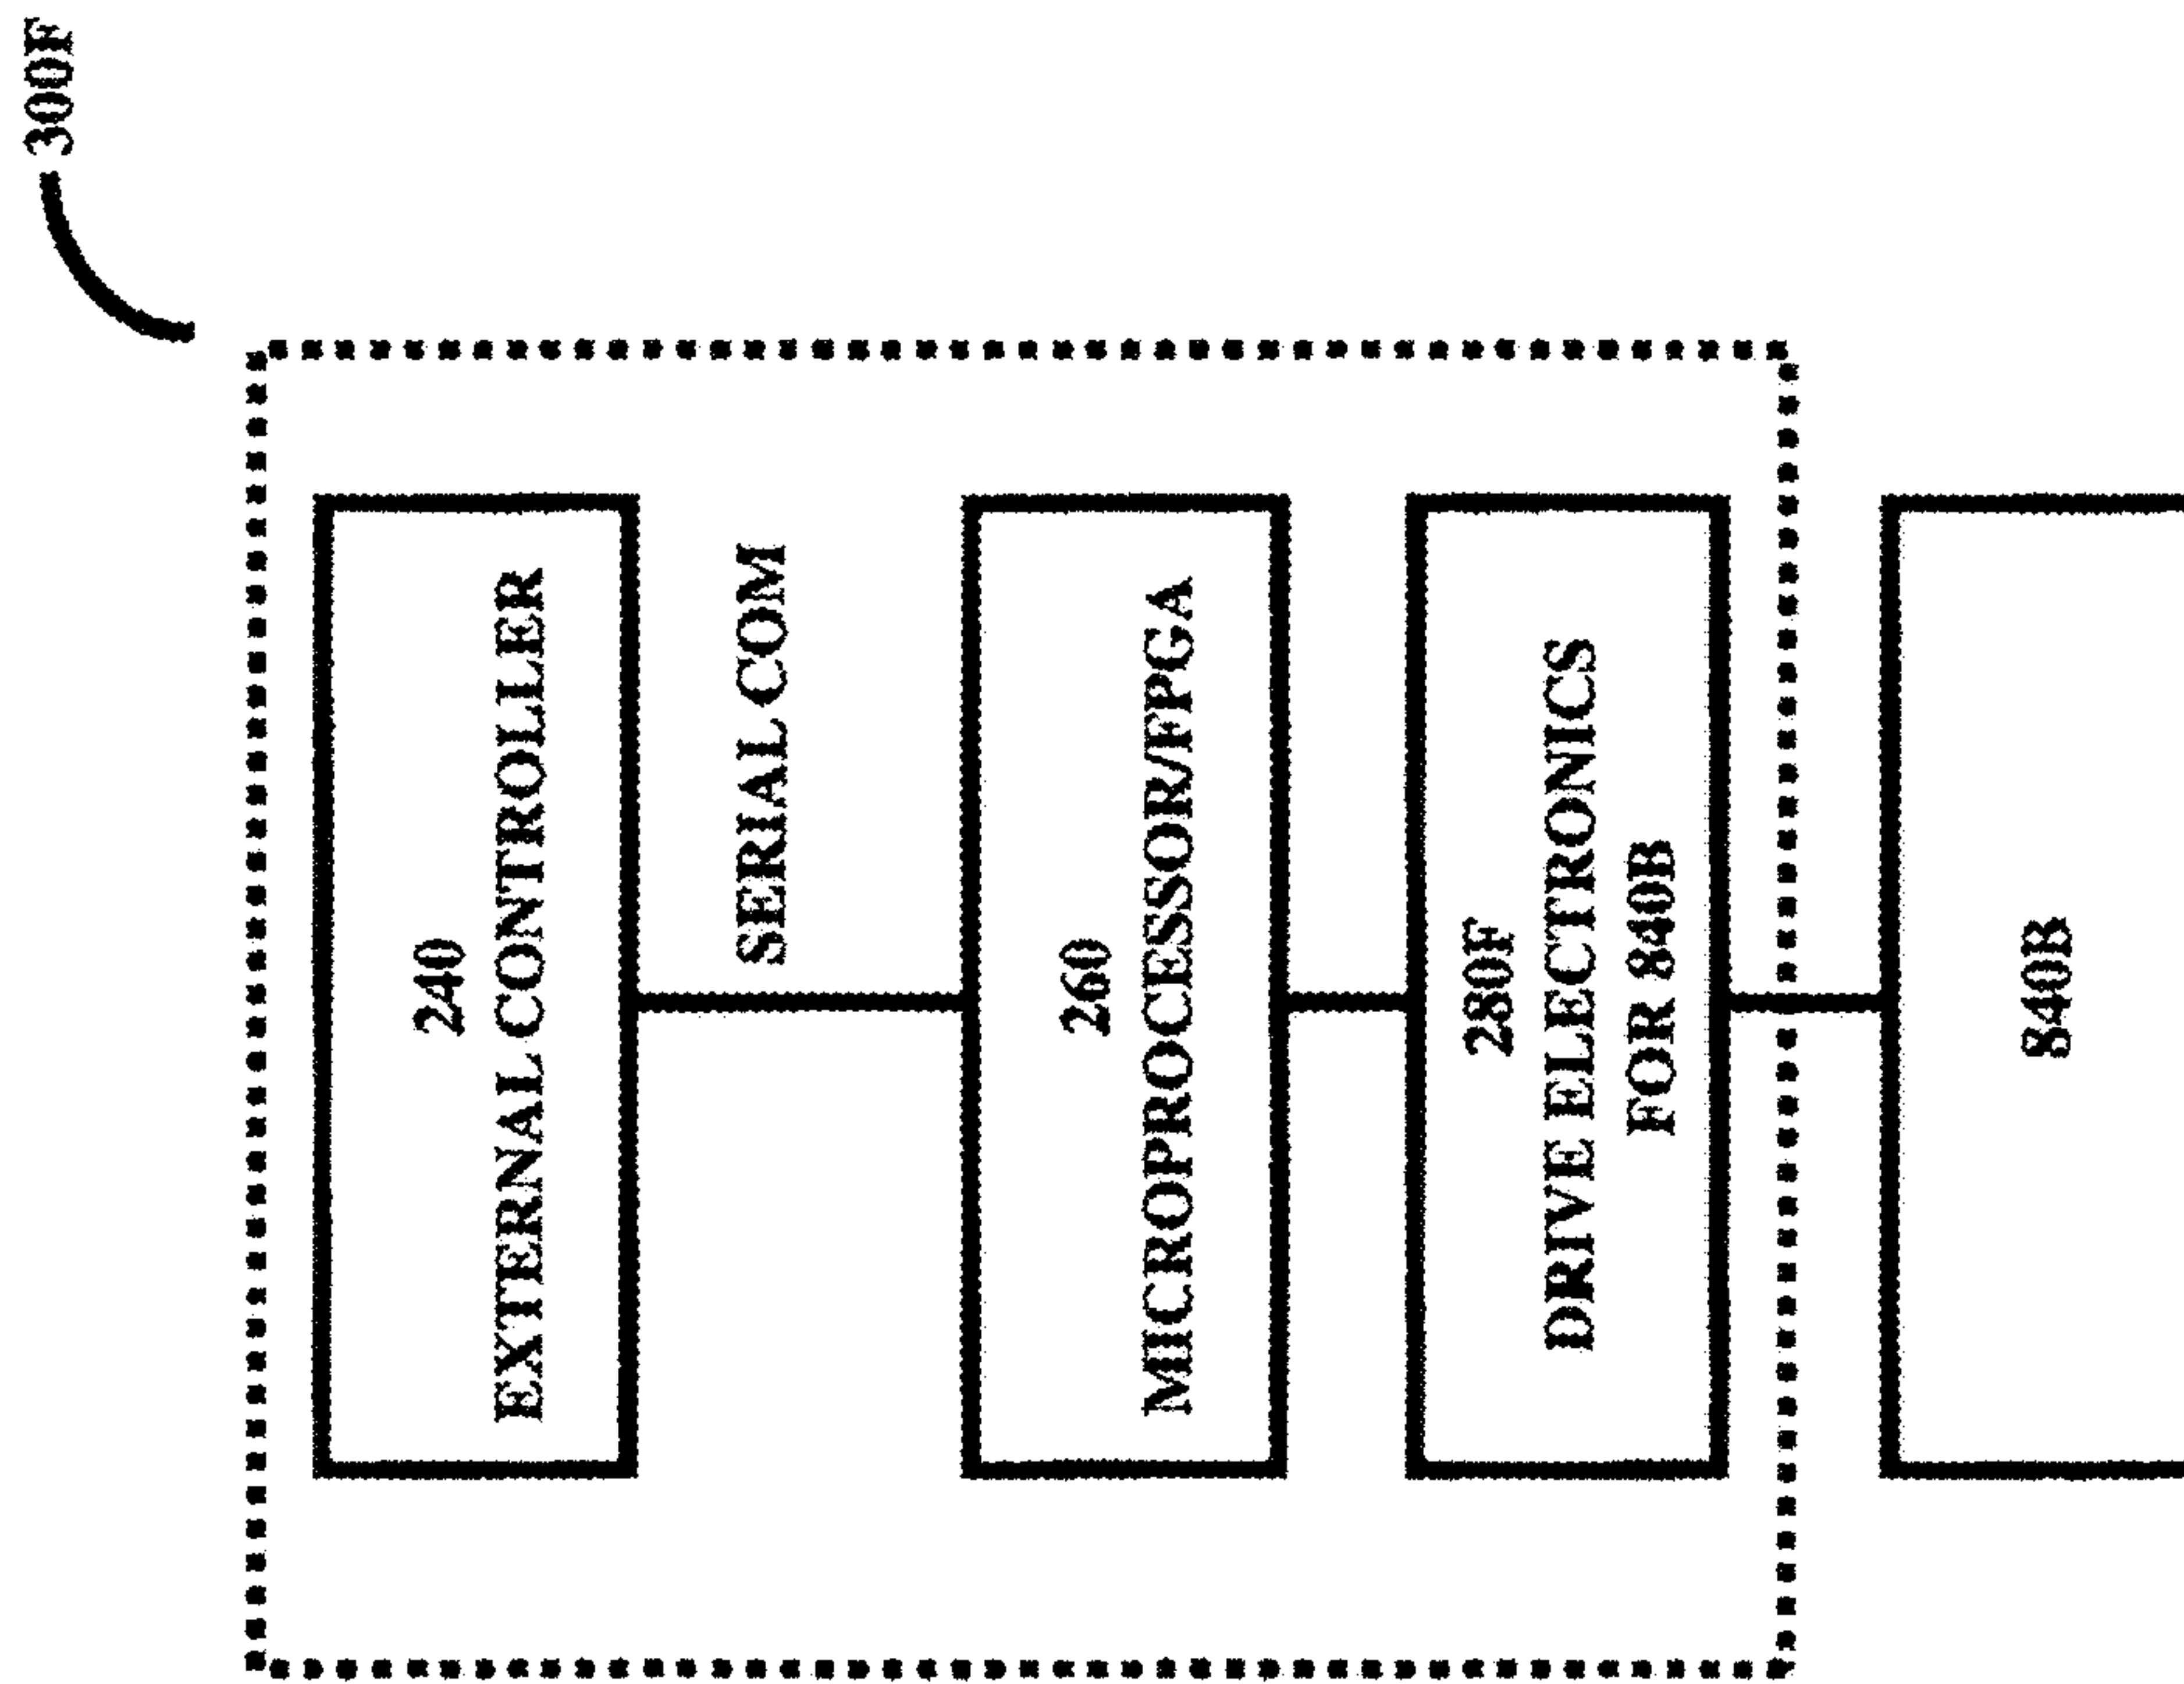 300F
240
EXTERNAL CONTROLLER
SERIAL COM
260
MICROPROCESSOR/FPGA
280F
DRIVE ELECTRONICS
FOR 840B
840B